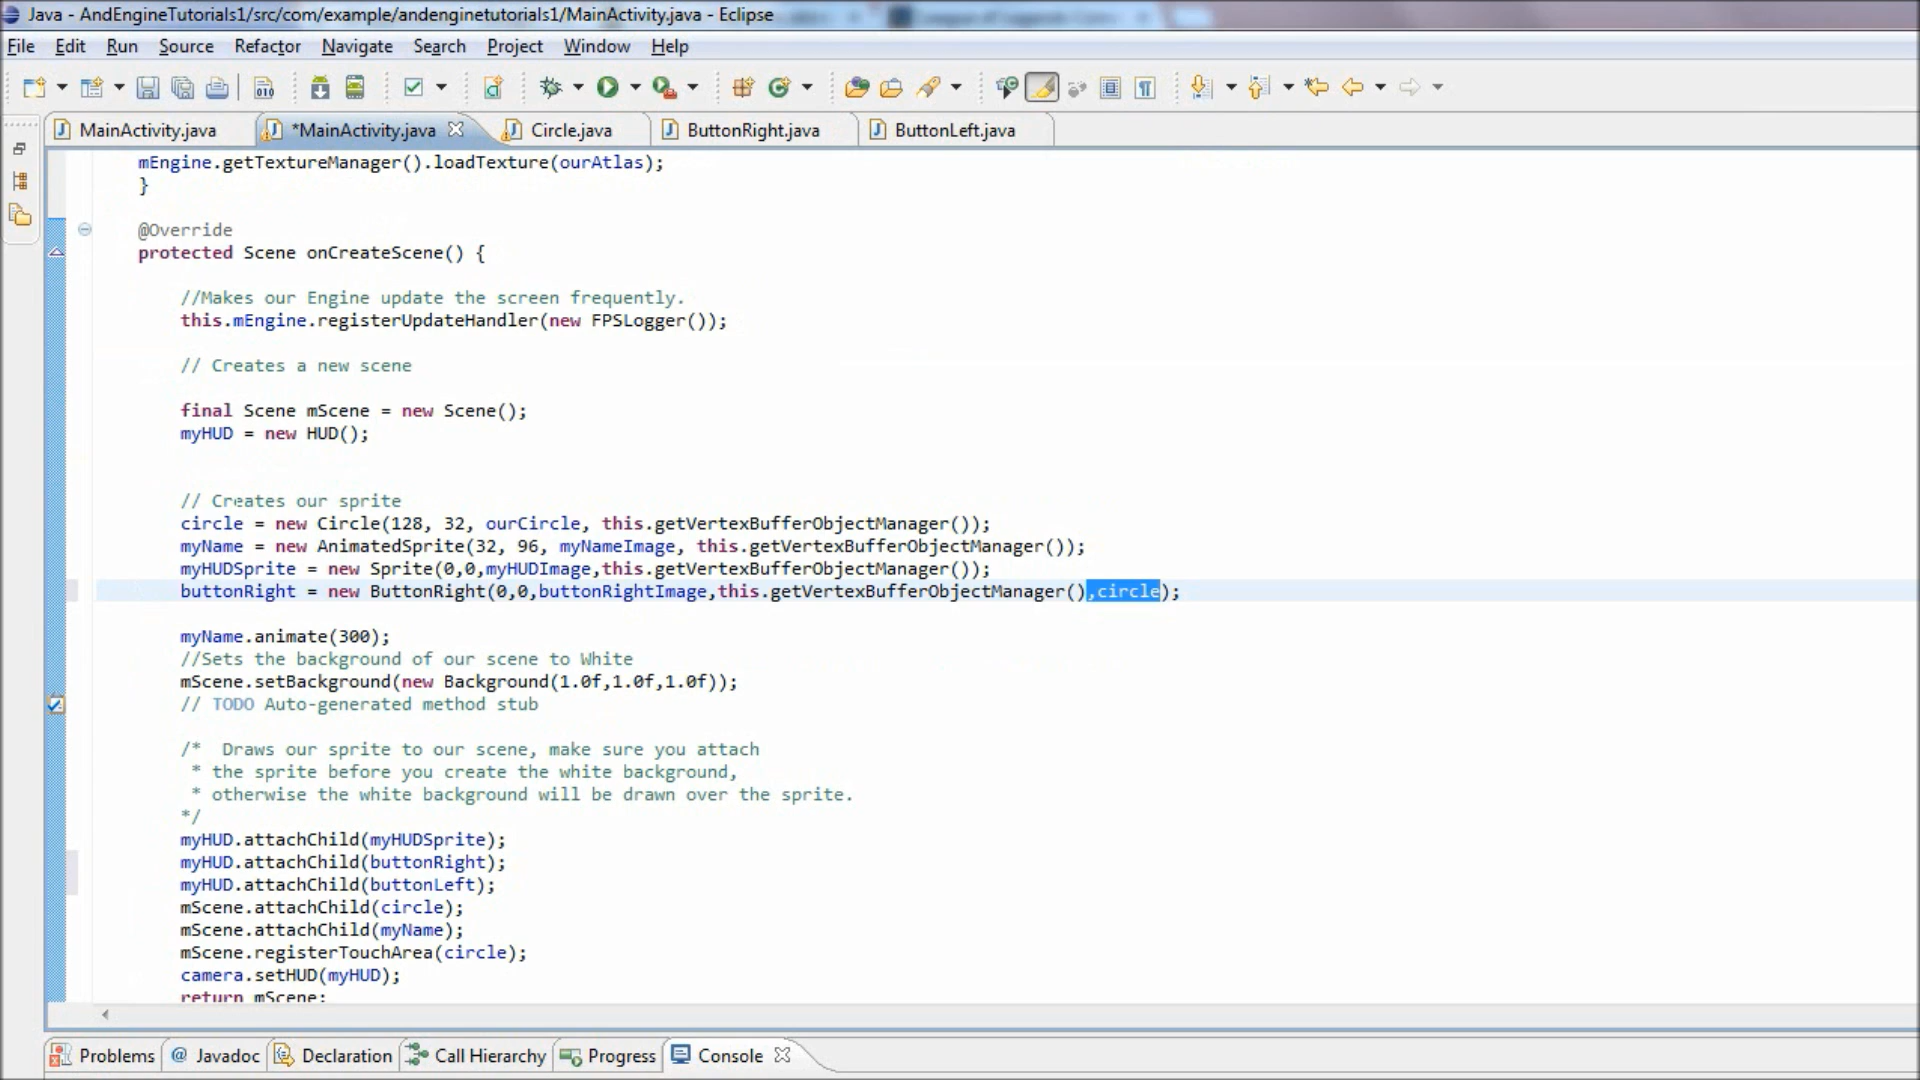 Java - AndEngineTutorials1/src/com/example/andenginetutorials1/MainActivity.java - Eclipse
File Edit Run Source Refactor Navigate Search Project Window Help
MainActivity.java *MainActivity.java Circle.java ButtonRight.java ButtonLeft.java
mEngine.getTextureManager().loadTexture(ourAtlas);
}
@Override
protected Scene onCreateScene() {
//Makes our Engine update the screen frequently.
this.mEngine.registerUpdateHandler(new FPSLogger());
// Creates a new scene
final Scene mScene = new Scene();
myHUD = new HUD();
// Creates our sprite
circle = new Circle(128, 32, ourCircle, this.getVertexBufferObjectManager());
myName = new AnimatedSprite(32, 96, myNameImage, this.getVertexBufferObjectManager());
myHUDSprite = new Sprite(0,0,myHUDImage,this.getVertexBufferObjectManager());
buttonRight = new ButtonRight(0,0,buttonRightImage,this.getVertexBufferObjectManager(),circle);
myName.animate(300);
//Sets the background of our scene to White
mScene.setBackground(new Background(1.0f,1.0f,1.0f));
// TODO Auto-generated method stub
/*  Draws our sprite to our scene, make sure you attach
* the sprite before you create the white background,
* otherwise the white background will be drawn over the sprite.
*/
myHUD.attachChild(myHUDSprite);
myHUD.attachChild(buttonRight);
myHUD.attachChild(buttonLeft);
mScene.attachChild(circle);
mScene.attachChild(myName);
mScene.registerTouchArea(circle);
camera.setHUD(myHUD);
return mScene;
Problems @ Javadoc Declaration Call Hierarchy Progress Console